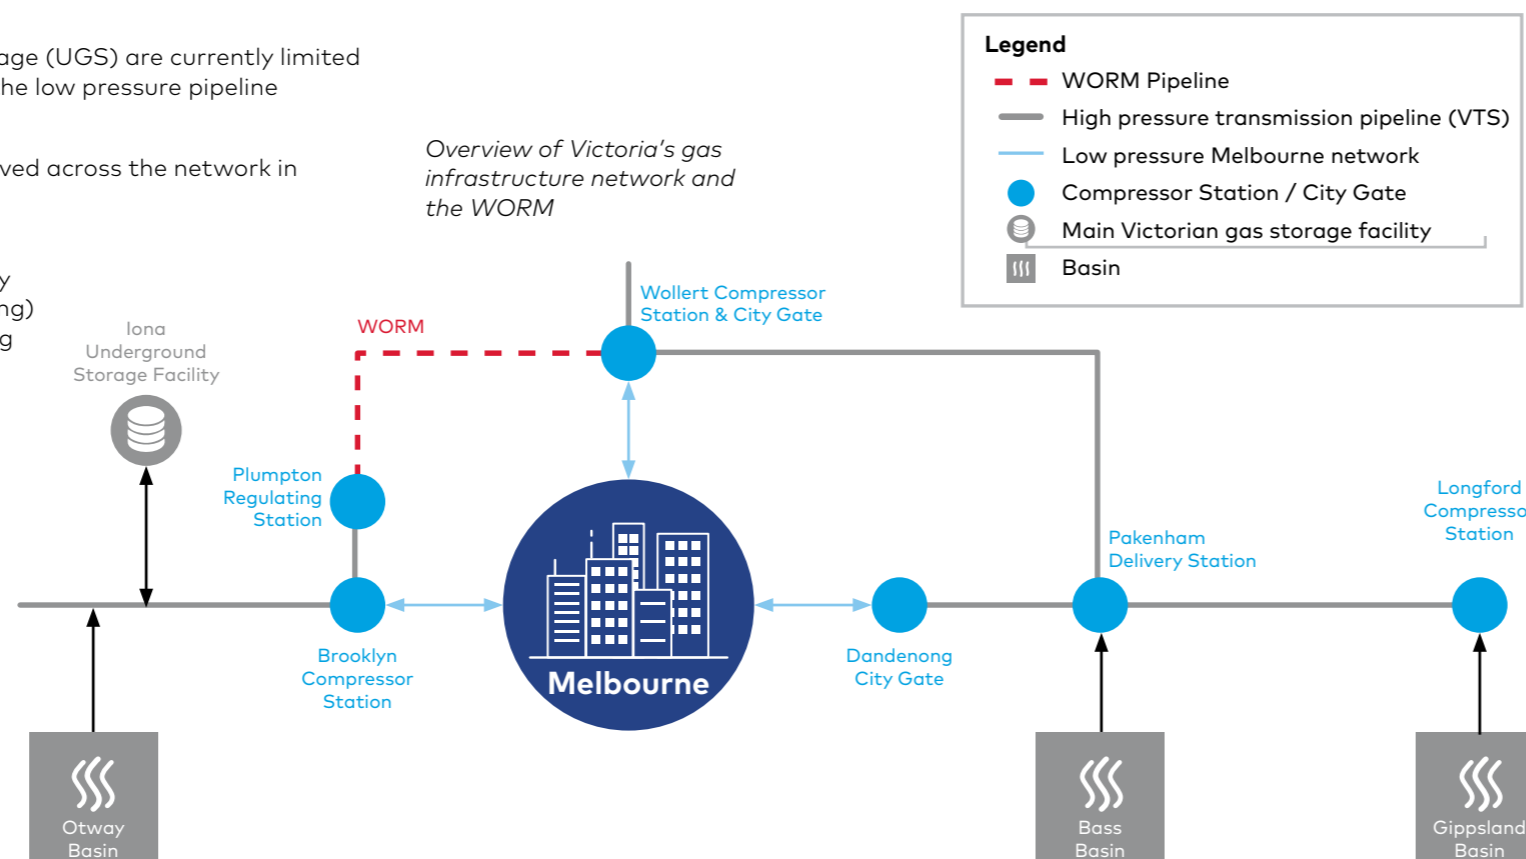 age (UGS) are currently limited
he low pressure pipeline
ved across the network in
y
ng)
g
Overview of Victoria's gas
infrastructure network and
the WORM
Legend
WORM Pipeline
High pressure transmission pipeline (VTS)
Low pressure Melbourne network
Compressor Station / City Gate
Main Victorian gas storage facility
Basin
Iona
Underground
Storage Facility
WORM
Wollert Compressor
Station & City Gate
Plumpton
Regulating
Station
Brooklyn
Compressor
Station
Melbourne
Dandenong
City Gate
Pakenham
Delivery Station
Longford
Compresso
Station
Otway
Basin
Bass
Basin
Gippsland
Basin